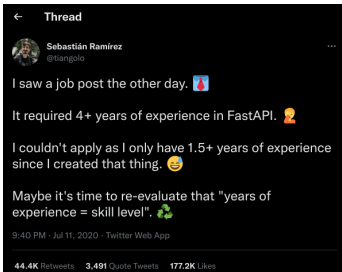 Thread
Sebastián Ramírez
@tiangolo
I saw a job post the other day. 👔
It required 4+ years of experience in FastAPI. 🤦
I couldn't apply as I only have 1.5+ years of experience
since I created that thing. 😅
Maybe it's time to re-evaluate that "years of
experience = skill level". ♻
9:40 PM · Jul 11, 2020 · Twitter Web App
44.4K Retweets 3,491 Quote Tweets 177.2K Likes